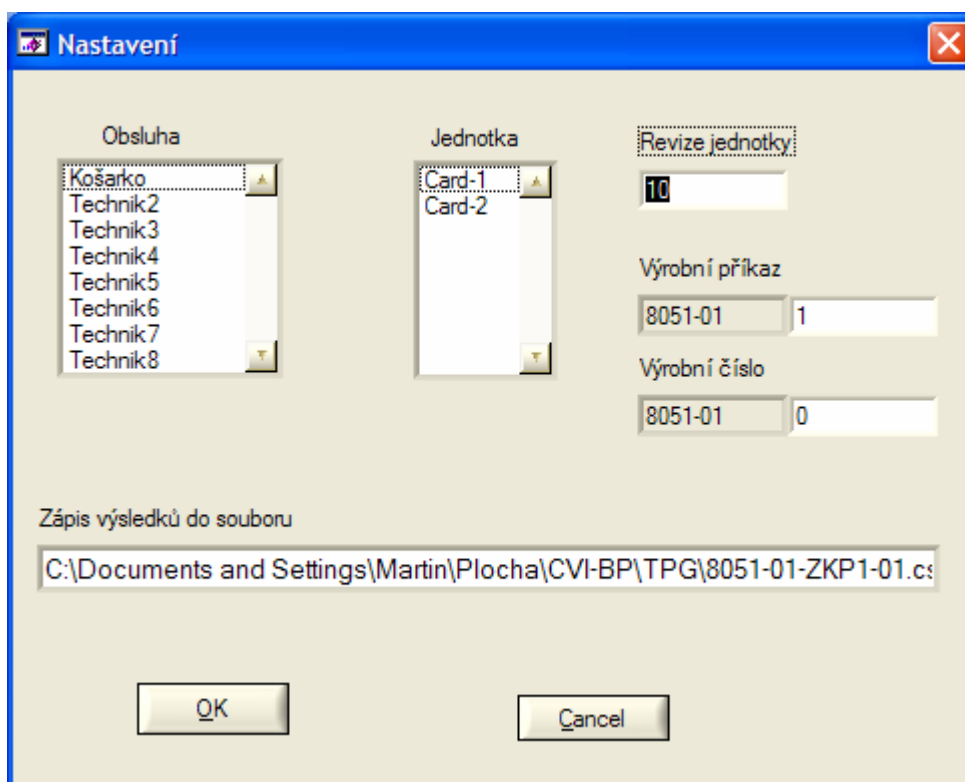 Nastavení
Obsluha
Košarko
Technik2
Technik3
Technik4
Technik5
Technik6
Technik7
Technik8
Jednotka
Card-1
Card-2
Revize jednotky
10
Výrobní příkaz
8051-01 1
Výrobní číslo
8051-01 0
Zápis výsledků do souboru
C:\Documents and Settings\Martin\Plocha\CVI-BP\TPG\8051-01-ZKP1-01.cs
OK
Cancel